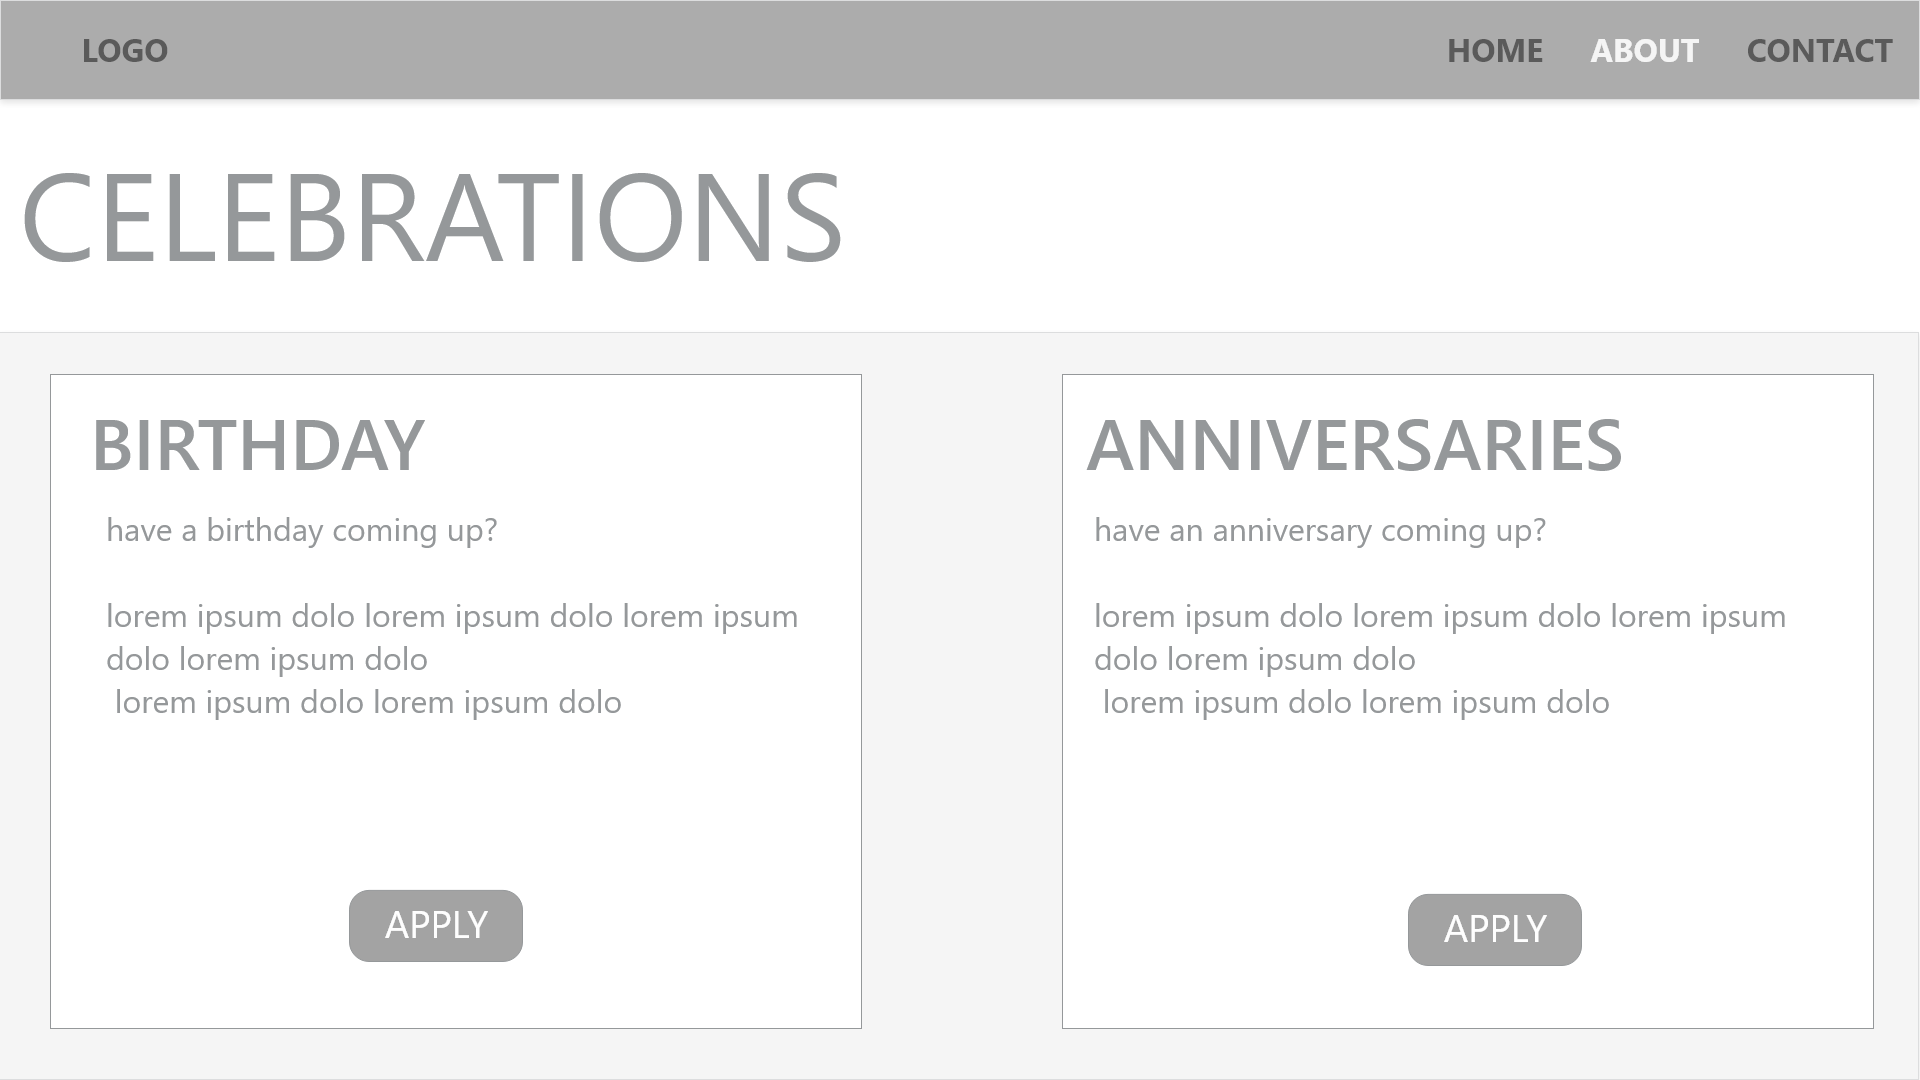 LOGO
HOME ABOUT CONTACT
CELEBRATIONS
BIRTHDAY
have a birthday coming up?
lorem ipsum dolo lorem ipsum dolo lorem ipsum
dolo lorem ipsum dolo
lorem ipsum dolo lorem ipsum dolo
APPLY
ANNIVERSARIES
have an anniversary coming up?
lorem ipsum dolo lorem ipsum dolo lorem ipsum
dolo lorem ipsum dolo
lorem ipsum dolo lorem ipsum dolo
APPLY